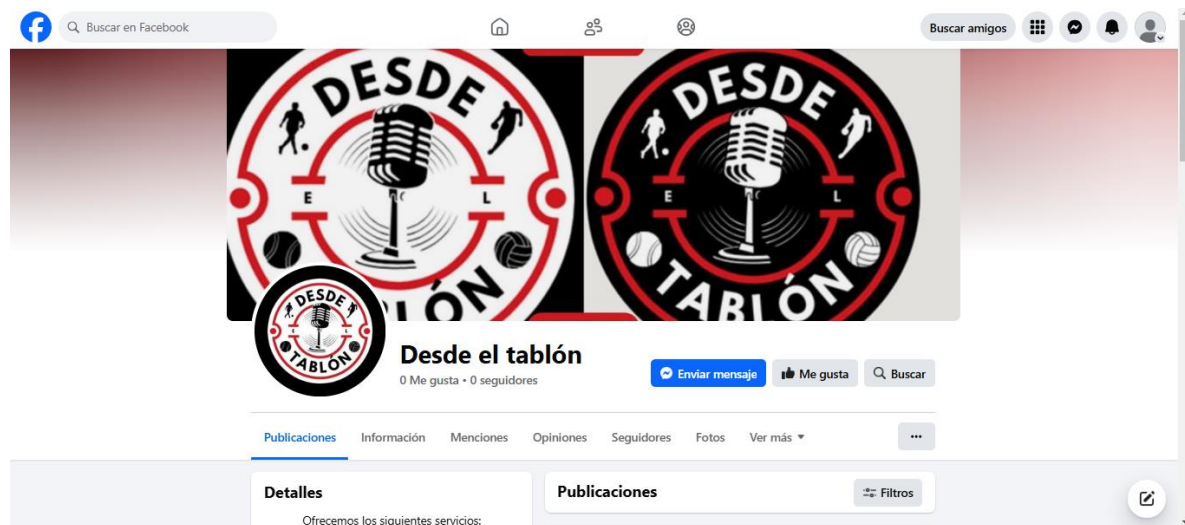 Buscar en Facebook
Buscar amigos
DESDE
E L
TABLÓN
DESDE
E L
TABLÓN
DESDE
E L
TABLÓN
Desde el tablón
0 Me gusta • 0 seguidores
Enviar mensaje
Me gusta
Buscar
Publicaciones Información Menciones Opiniones Seguidores Fotos Ver más
Detalles
Publicaciones
Filtros
Ofrecemos los siguientes servicios: